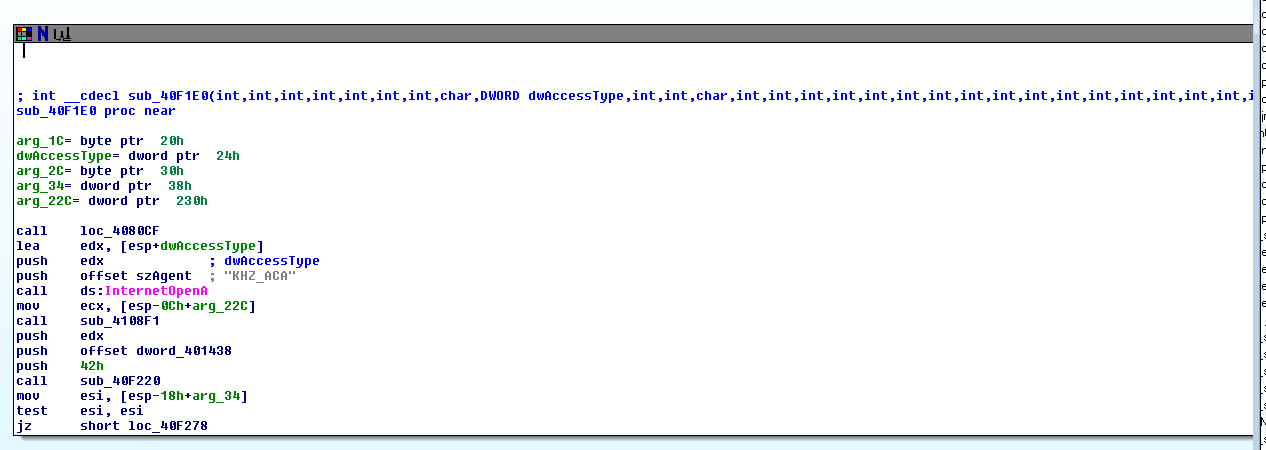 ; int __cdecl sub_40F1E0(int,int,int,int,int,int,int,char,DWORD dwAccessType,int,int,char,int,int,int,int,int,int,int,int,int,int,int,int,int,int,int,int,i
sub_40F1E0 proc near
arg_1C= byte ptr  20h
dwAccessType= dword ptr  24h
arg_2C= byte ptr  30h
arg_34= dword ptr  38h
arg_22C= dword ptr  230h
call    loc_4080CF
lea     edx, [esp+dwAccessType]
push    edx             ; dwAccessType
push    offset szAgent  ; "KHZ_ACA"
call    ds:InternetOpenA
mov     ecx, [esp-0Ch+arg_22C]
call    sub_4108F1
push    edx
push    offset dword_401438
push    42h
call    sub_40F220
mov     esi, [esp-18h+arg_34]
test    esi, esi
jz      short loc_40F278